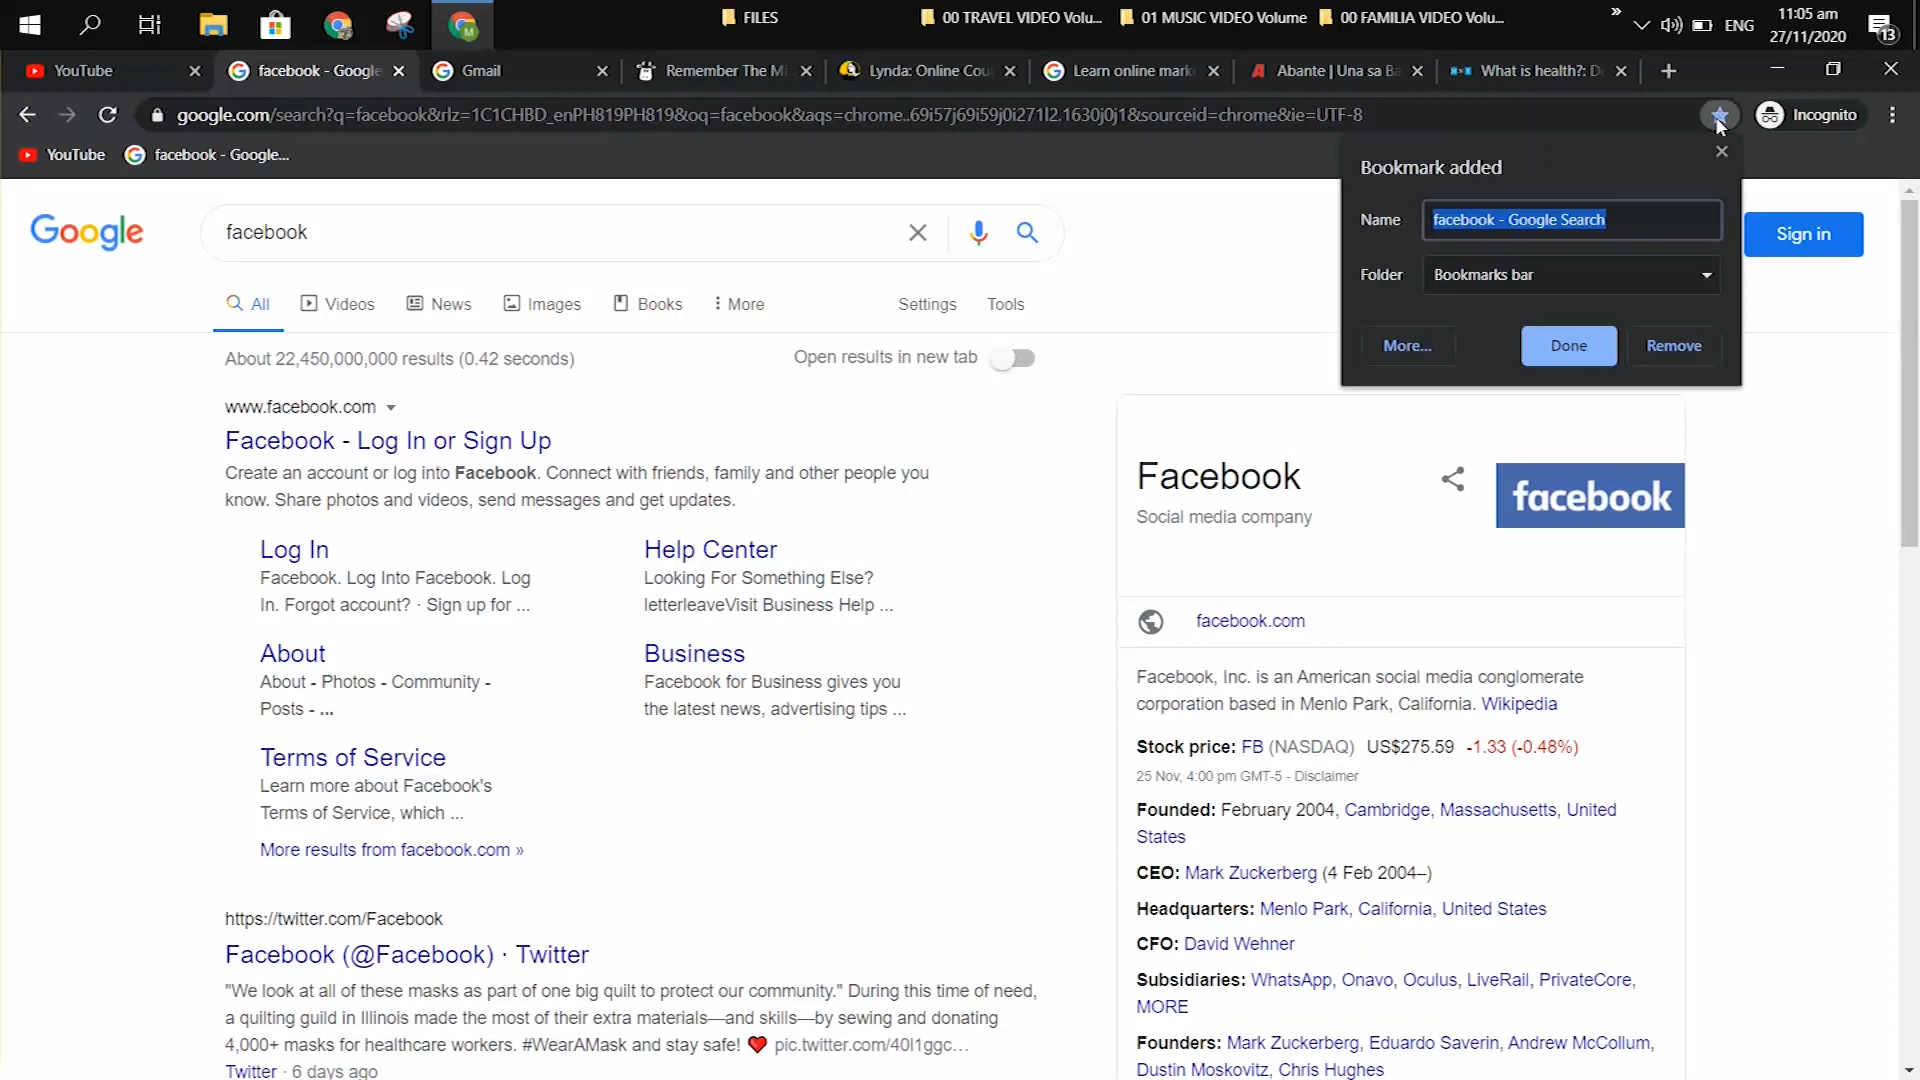 FILES
00 TRAVEL VIDEO Volu...
01 MUSIC VIDEO Volume
00 FAMILIA VIDEO Volu...
»
ENG
11:05 am
27/11/2020
13
YouTube
facebook - Google
Gmail
Remember The Mi
Lynda: Online Cou
Learn online mark
Abante | Una sa Ba
What is health?: D
google.com/search?q=facebook&rlz=1C1CHBD_enPH819PH819&oq=facebook&aqs=chrome..69i57j69i59j0i271l2.1630j0j1&sourceid=chrome&ie=UTF-8
Incognito
YouTube
facebook - Google...
Bookmark added
Name
facebook - Google Search
Folder
Bookmarks bar
More...
Done
Remove
Google
facebook
Sign in
All
Videos
News
Images
Books
More
Settings
Tools
About 22,450,000,000 results (0.42 seconds)
Open results in new tab
www.facebook.com
Facebook - Log In or Sign Up
Create an account or log into Facebook. Connect with friends, family and other people you
know. Share photos and videos, send messages and get updates.
Log In
Facebook. Log Into Facebook. Log
In. Forgot account? · Sign up for ...
Help Center
Looking For Something Else?
letterleaveVisit Business Help ...
About
About - Photos - Community -
Posts - ...
Business
Facebook for Business gives you
the latest news, advertising tips ...
Terms of Service
Learn more about Facebook's
Terms of Service, which ...
More results from facebook.com »
https://twitter.com/Facebook
Facebook (@Facebook) · Twitter
"We look at all of these masks as part of one big quilt to protect our community." During this time of need,
a quilting guild in Illinois made the most of their extra materials—and skills—by sewing and donating
4,000+ masks for healthcare workers. #WearAMask and stay safe! ❤ pic.twitter.com/40I1ggc…
Twitter · 6 days ago
Facebook
Social media company
facebook
facebook.com
Facebook, Inc. is an American social media conglomerate
corporation based in Menlo Park, California. Wikipedia
Stock price: FB (NASDAQ) US$275.59 -1.33 (-0.48%)
25 Nov, 4:00 pm GMT-5 - Disclaimer
Founded: February 2004, Cambridge, Massachusetts, United
States
CEO: Mark Zuckerberg (4 Feb 2004–)
Headquarters: Menlo Park, California, United States
CFO: David Wehner
Subsidiaries: WhatsApp, Onavo, Oculus, LiveRail, PrivateCore,
MORE
Founders: Mark Zuckerberg, Eduardo Saverin, Andrew McCollum,
Dustin Moskovitz, Chris Hughes